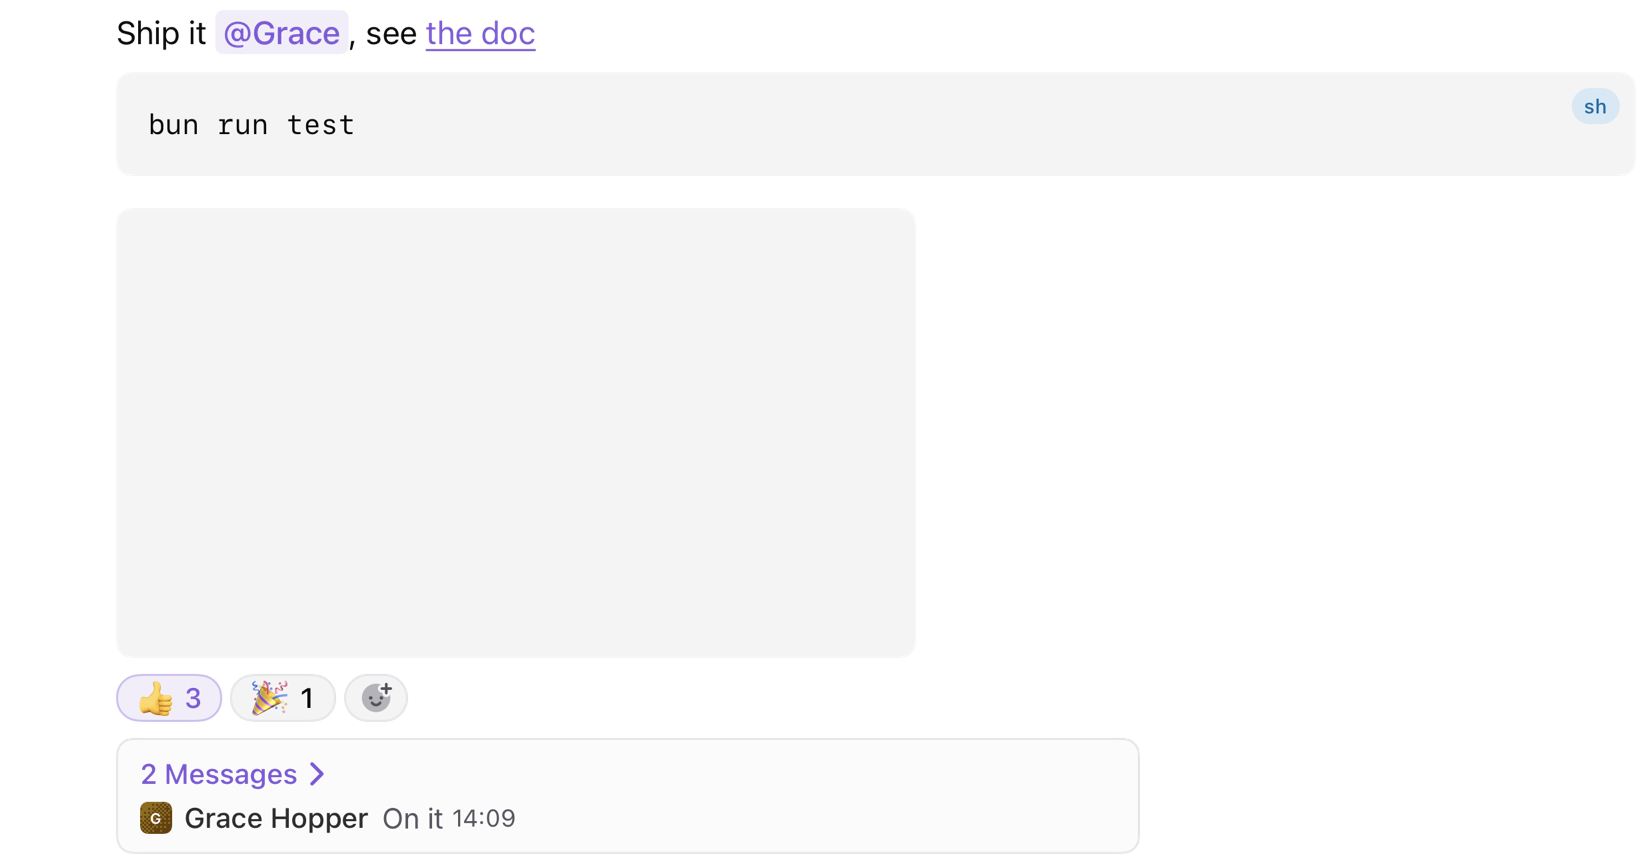 Ship it @Grace, see the doc
sh
bun run test
👍 3 🎉 1
2 Messages
G Grace Hopper On it 14:09